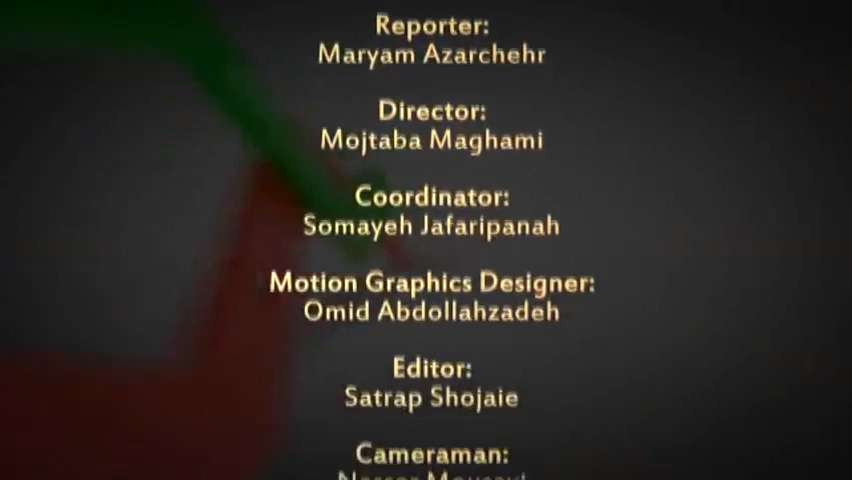 Reporter:
Maryam Azarchehr
Director:
Mojtaba Maghami
Coordinator:
Somayeh Jafaripanah
Motion Graphics Designer:
Omid Abdollahzadeh
Editor:
Satrap Shojaie
Cameraman: